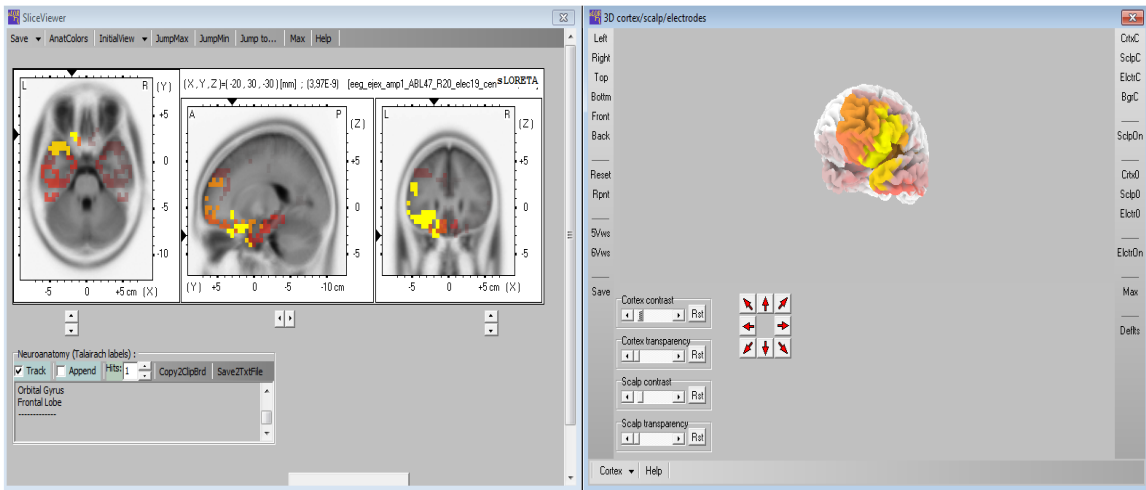 SliceViewer
Save AnatColors InitialView JumpMax JumpMin Jump to... Max Help
L R (Y) (X,Y,Z)=(-20, 30, -30)[mm] ; (3,97E-9) [eeg_ejex_amp1_ABL47_R20_elec19_cen sLORETA
A P (Z) L R (Z)
+5 +5 +5
0
-5 0 0
-10 -5 -5
-5 0 +5 cm (X) (Y) +5 0 -5 -10 cm -5 0 +5 cm (X)
Neuroanatomy (Talairach labels) :
Track Append Hits: 1 Copy2ClpBrd Save2TxtFile
Orbital Gyrus
Frontal Lobe
-------------
3D cortex/scalp/electrodes
Left
Right
Top
Bottm
Front
Back
Reset
Rpnt
5Vws
6Vws
Save
CrtxC
SclpC
ElctrC
BgrC
SclpOn
Crtx0
Sclp0
Elctr0
ElctrOn
Max
Deflts
Cortex contrast
Rst
Cortex transparency
Rst
Scalp contrast
Rst
Scalp transparency
Rst
Cortex Help